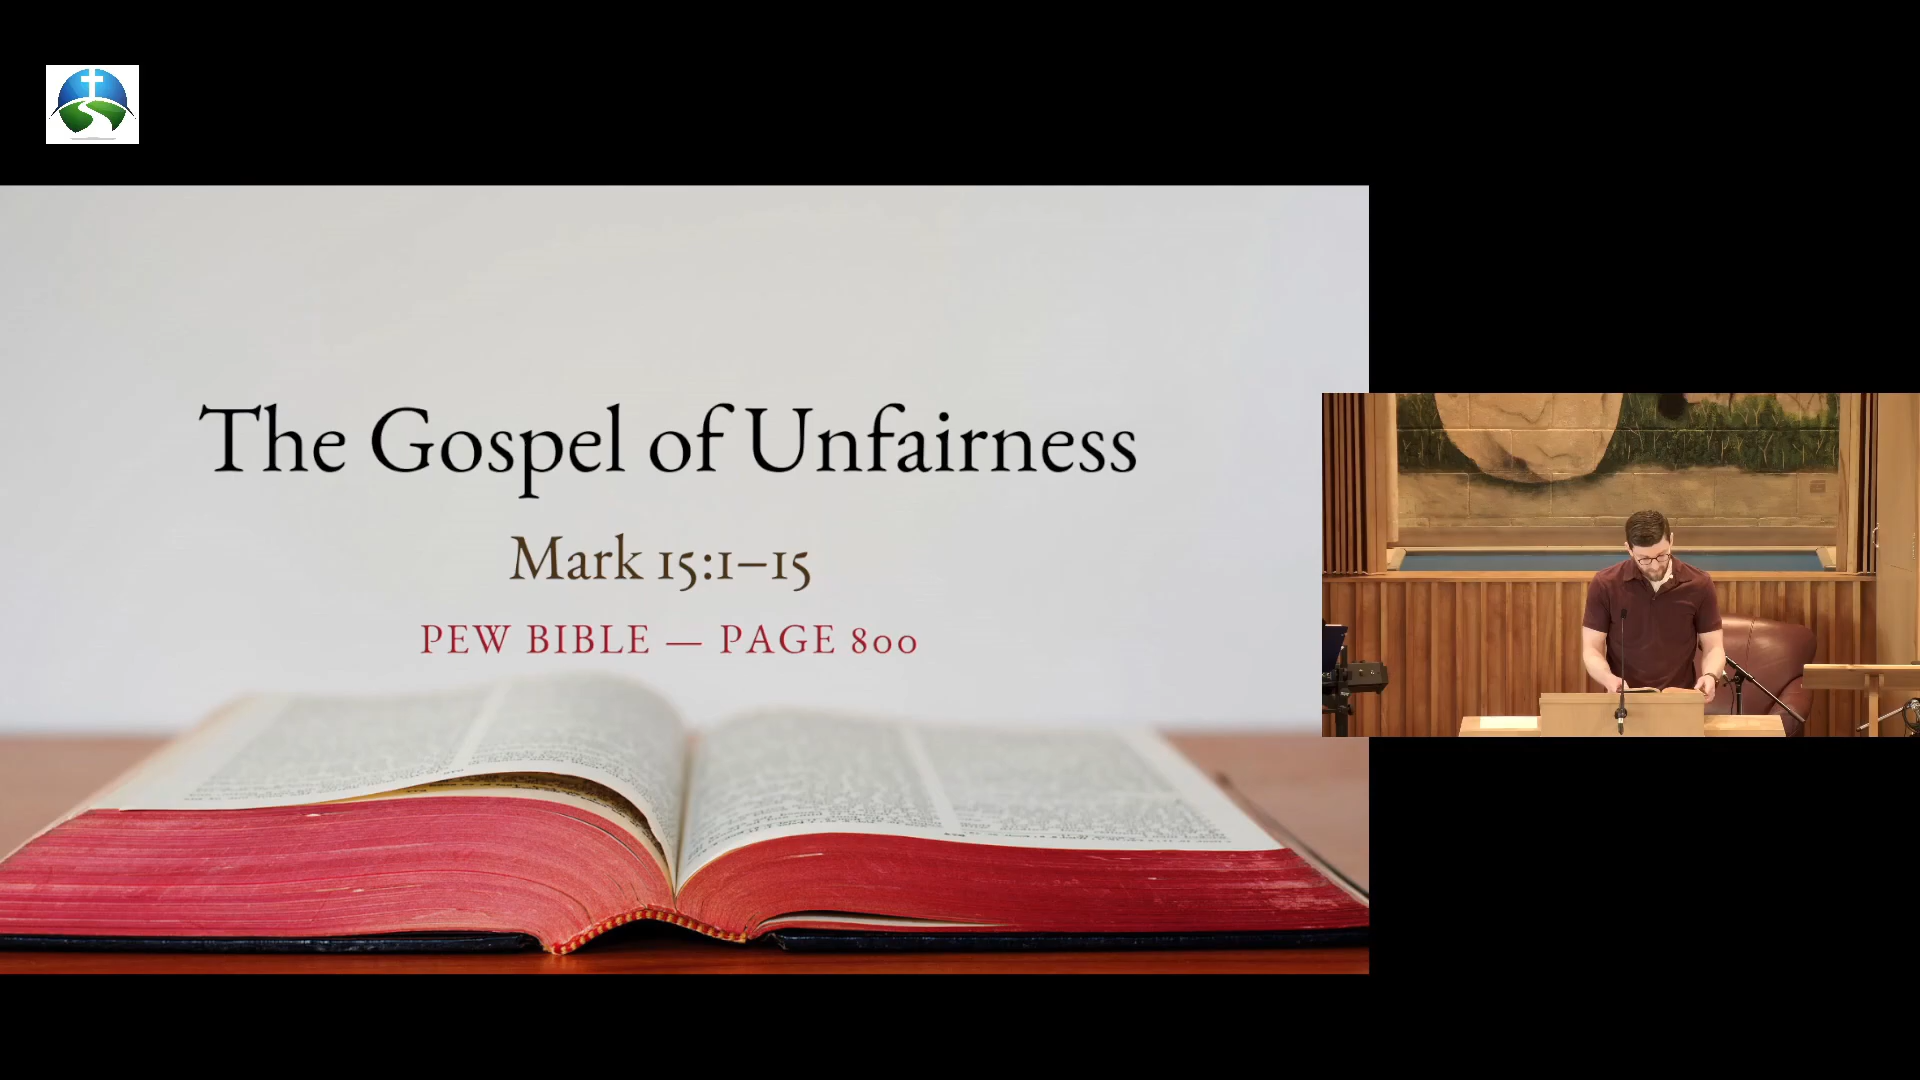 The Gospel of Unfairness
Mark 15:1–15
PEW BIBLE — PAGE 800